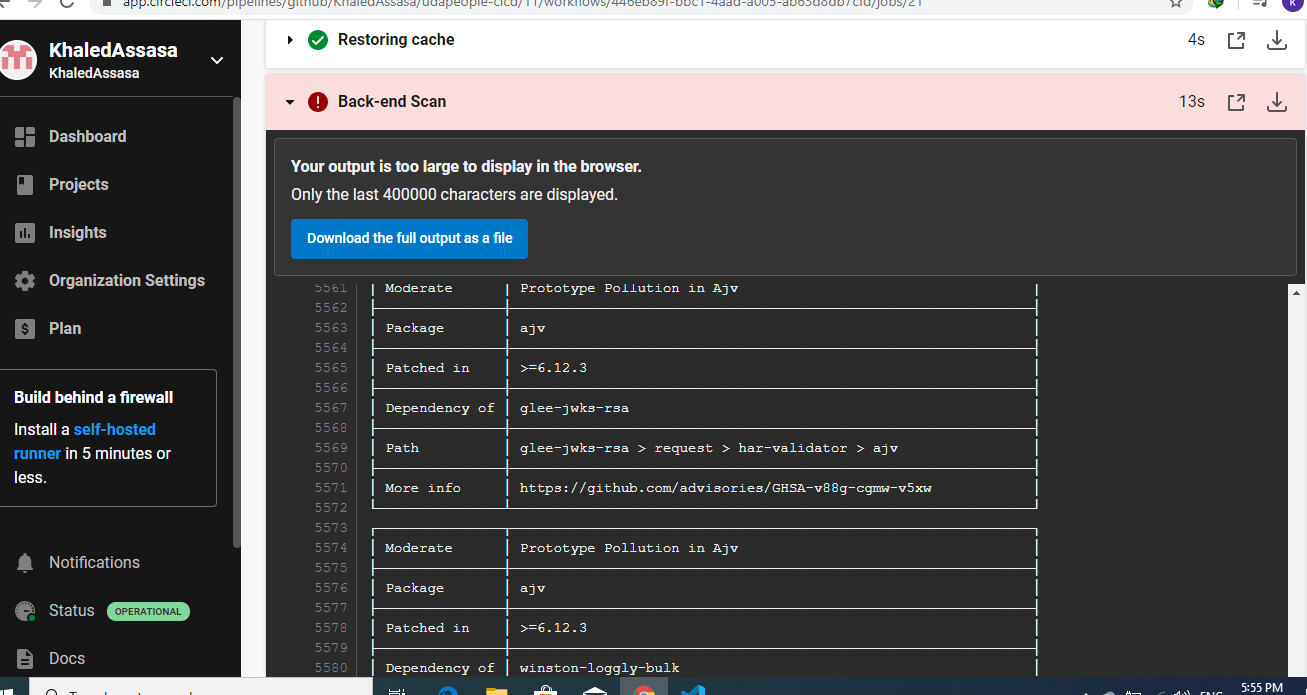 app.circleci.com/pipelines/github/KhaledAssasa/udapeople-cicd/11/workflows/446eb89f-bbc1-4aad-a005-ab63d8db7cfd/jobs/21
KhaledAssasa
KhaledAssasa
Dashboard
Projects
Insights
Organization Settings
Plan
Build behind a firewall
Install a self-hosted
runner in 5 minutes or
less.
Notifications
Status OPERATIONAL
Docs
Restoring cache 4s
Back-end Scan 13s
Your output is too large to display in the browser.
Only the last 400000 characters are displayed.
Download the full output as a file
5561 Moderate Prototype Pollution in Ajv
5562
5563 Package ajv
5564
5565 Patched in >=6.12.3
5566
5567 Dependency of glee-jwks-rsa
5568
5569 Path glee-jwks-rsa > request > har-validator > ajv
5570
5571 More info https://github.com/advisories/GHSA-v88g-cgmw-v5xw
5572
5573
5574 Moderate Prototype Pollution in Ajv
5575
5576 Package ajv
5577
5578 Patched in >=6.12.3
5579
5580 Dependency of winston-loggly-bulk
5:55 PM